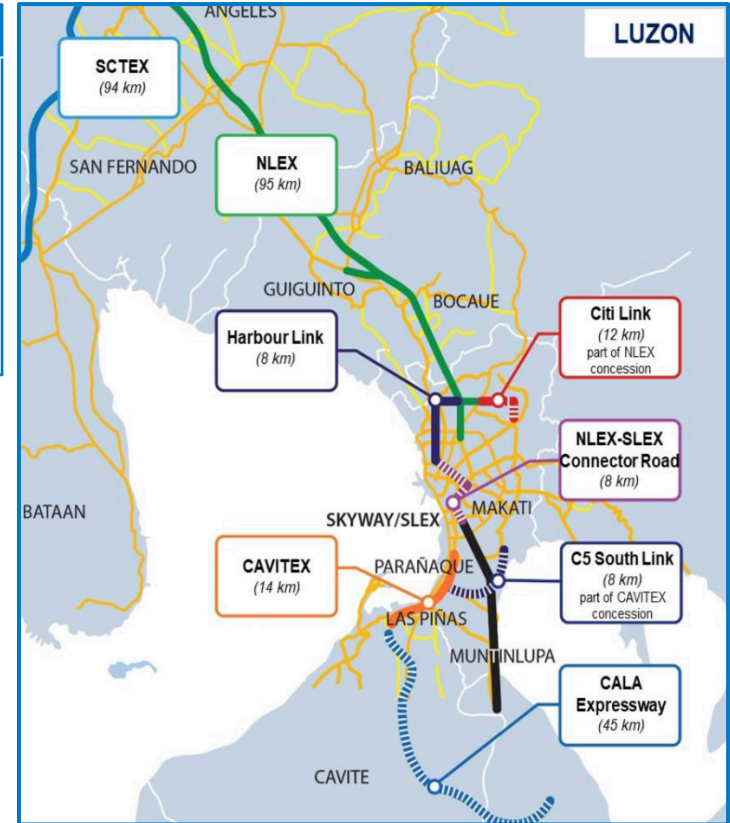 ANGELES
LUZON
SCTEX
(94 km)
SAN FERNANDO
NLEX
(95 km)
BALIUAG
GUIGUINTO
BOCAUE
Harbour Link
(8 km)
Citi Link
(12 km)
part of NLEX
concession
NLEX-SLEX
Connector Road
(8 km)
BATAAN
SKYWAY/SLEX
MAKATI
CAVITEX
(14 km)
PARAÑAQUE
C5 South Link
(8 km)
part of CAVITEX
concession
LAS PIÑAS
MUNTINLUPA
CALA
Expressway
(45 km)
CAVITE